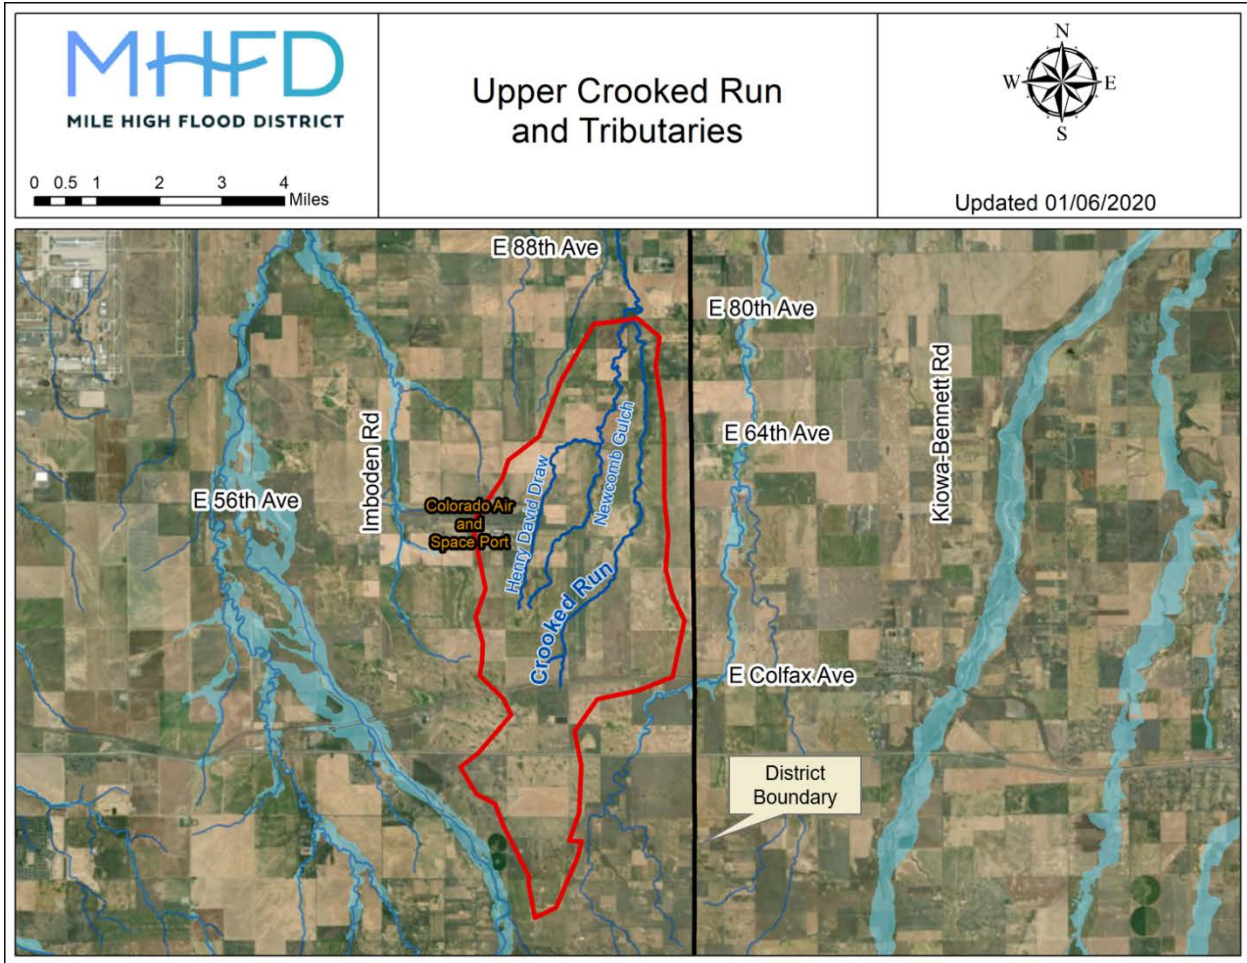 MHFD
MILE HIGH FLOOD DISTRICT
0 0.5 1 2 3 4
Miles
Upper Crooked Run
and Tributaries
N
W E
S
Updated 01/06/2020
E 88th Ave
E 80th Ave
Imboden Rd
Kiowa-Bennett Rd
E 64th Ave
Newcomb Gulch
Henry David Draw
E 56th Ave
Colorado Air
and
Space Port
Crooked Run
E Colfax Ave
District
Boundary